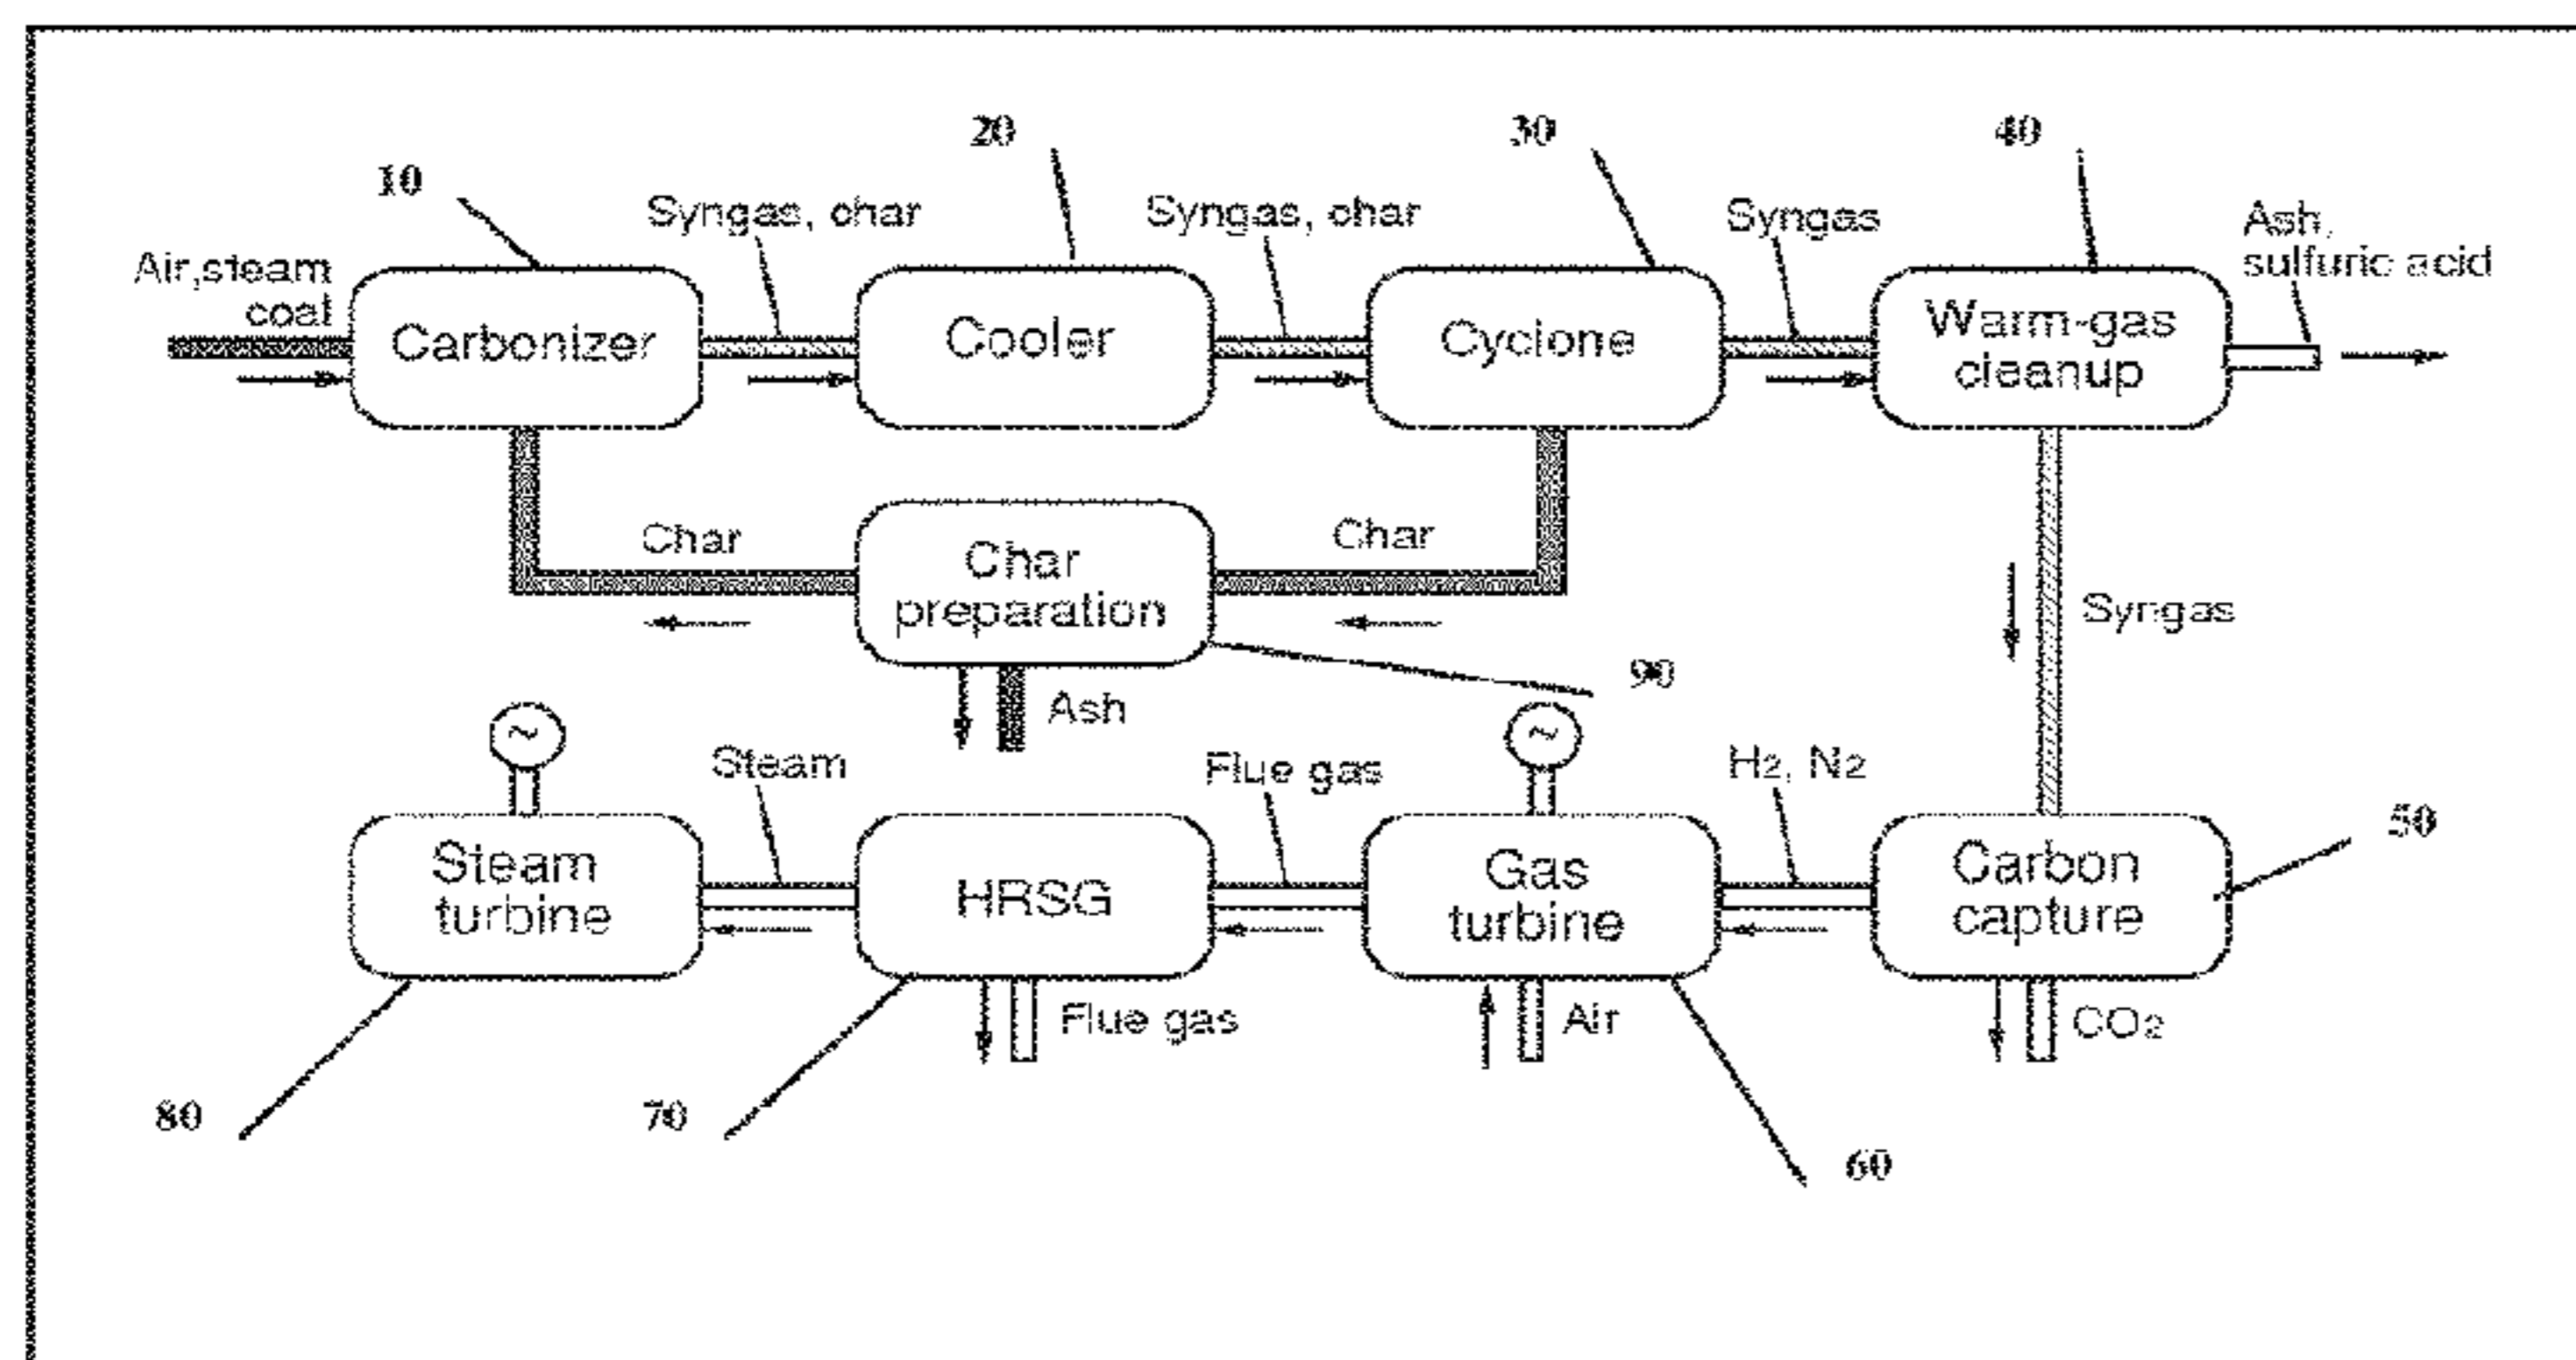 20
30
40
10
Syngas, char
Syngas, char
Syngas
Ash,
sulfuric acid
Air,steam
coal
Carbonizer
Cooler
Cyclone
Warm-gas
cleanup
Char
Char
preparation
Char
Syngas
90
Ash
~
~
Steam
Flue gas
H2, N2
50
Steam
turbine
HRSG
Gas
turbine
Carbon
capture
Flue gas
Air
CO2
80
70
60